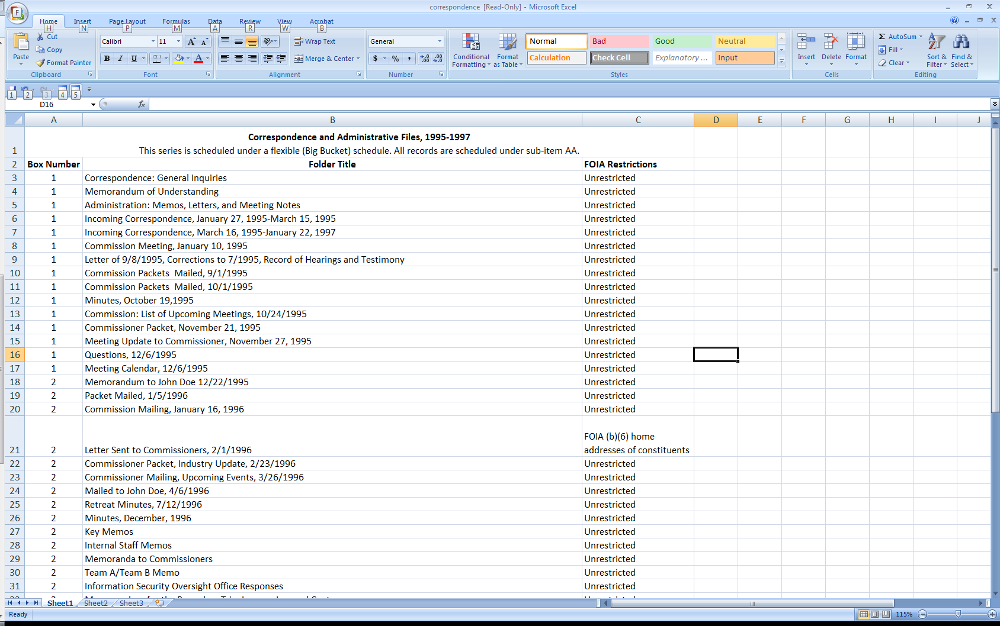 correspondence [Read-Only] - Microsoft Excel
Home Insert Page Layout Formulas Data Review View Acrobat
H N P M A R W B
Paste Cut Copy Format Painter
Calibri 11
B I U
Wrap Text
Merge & Center
General
$ % ,
Conditional Formatting Format as Table
Normal Bad Good Neutral
Calculation Check Cell Explanatory ... Input
Insert Delete Format
Σ AutoSum Fill Clear
Sort & Filter Find & Select
Clipboard Font Alignment Number Styles Cells Editing
1 2 3 4 5
D16 fx
A B C D E F G H I J
Correspondence and Administrative Files, 1995-1997
1 This series is scheduled under a flexible (Big Bucket) schedule. All records are scheduled under sub-item AA.
2 Box Number Folder Title FOIA Restrictions
3 1 Correspondence: General Inquiries Unrestricted
4 1 Memorandum of Understanding Unrestricted
5 1 Administration: Memos, Letters, and Meeting Notes Unrestricted
6 1 Incoming Correspondence, January 27, 1995-March 15, 1995 Unrestricted
7 1 Incoming Correspondence, March 16, 1995-January 22, 1997 Unrestricted
8 1 Commission Meeting, January 10, 1995 Unrestricted
9 1 Letter of 9/8/1995, Corrections to 7/1995, Record of Hearings and Testimony Unrestricted
10 1 Commission Packets  Mailed, 9/1/1995 Unrestricted
11 1 Commission Packets  Mailed, 10/1/1995 Unrestricted
12 1 Minutes, October 19,1995 Unrestricted
13 1 Commission: List of Upcoming Meetings, 10/24/1995 Unrestricted
14 1 Commissioner Packet, November 21, 1995 Unrestricted
15 1 Meeting Update to Commissioner, November 27, 1995 Unrestricted
16 1 Questions, 12/6/1995 Unrestricted
17 1 Meeting Calendar, 12/6/1995 Unrestricted
18 2 Memorandum to John Doe 12/22/1995 Unrestricted
19 2 Packet Mailed, 1/5/1996 Unrestricted
20 2 Commission Mailing, January 16, 1996 Unrestricted
FOIA (b)(6) home
21 2 Letter Sent to Commissioners, 2/1/1996 addresses of constituents
22 2 Commissioner Packet, Industry Update, 2/23/1996 Unrestricted
23 2 Commissioner Mailing, Upcoming Events, 3/26/1996 Unrestricted
24 2 Mailed to John Doe, 4/6/1996 Unrestricted
25 2 Retreat Minutes, 7/12/1996 Unrestricted
26 2 Minutes, December, 1996 Unrestricted
27 2 Key Memos Unrestricted
28 2 Internal Staff Memos Unrestricted
29 2 Memoranda to Commissioners Unrestricted
30 2 Team A/Team B Memo Unrestricted
31 2 Information Security Oversight Office Responses Unrestricted
Sheet1 Sheet2 Sheet3
Ready 115%